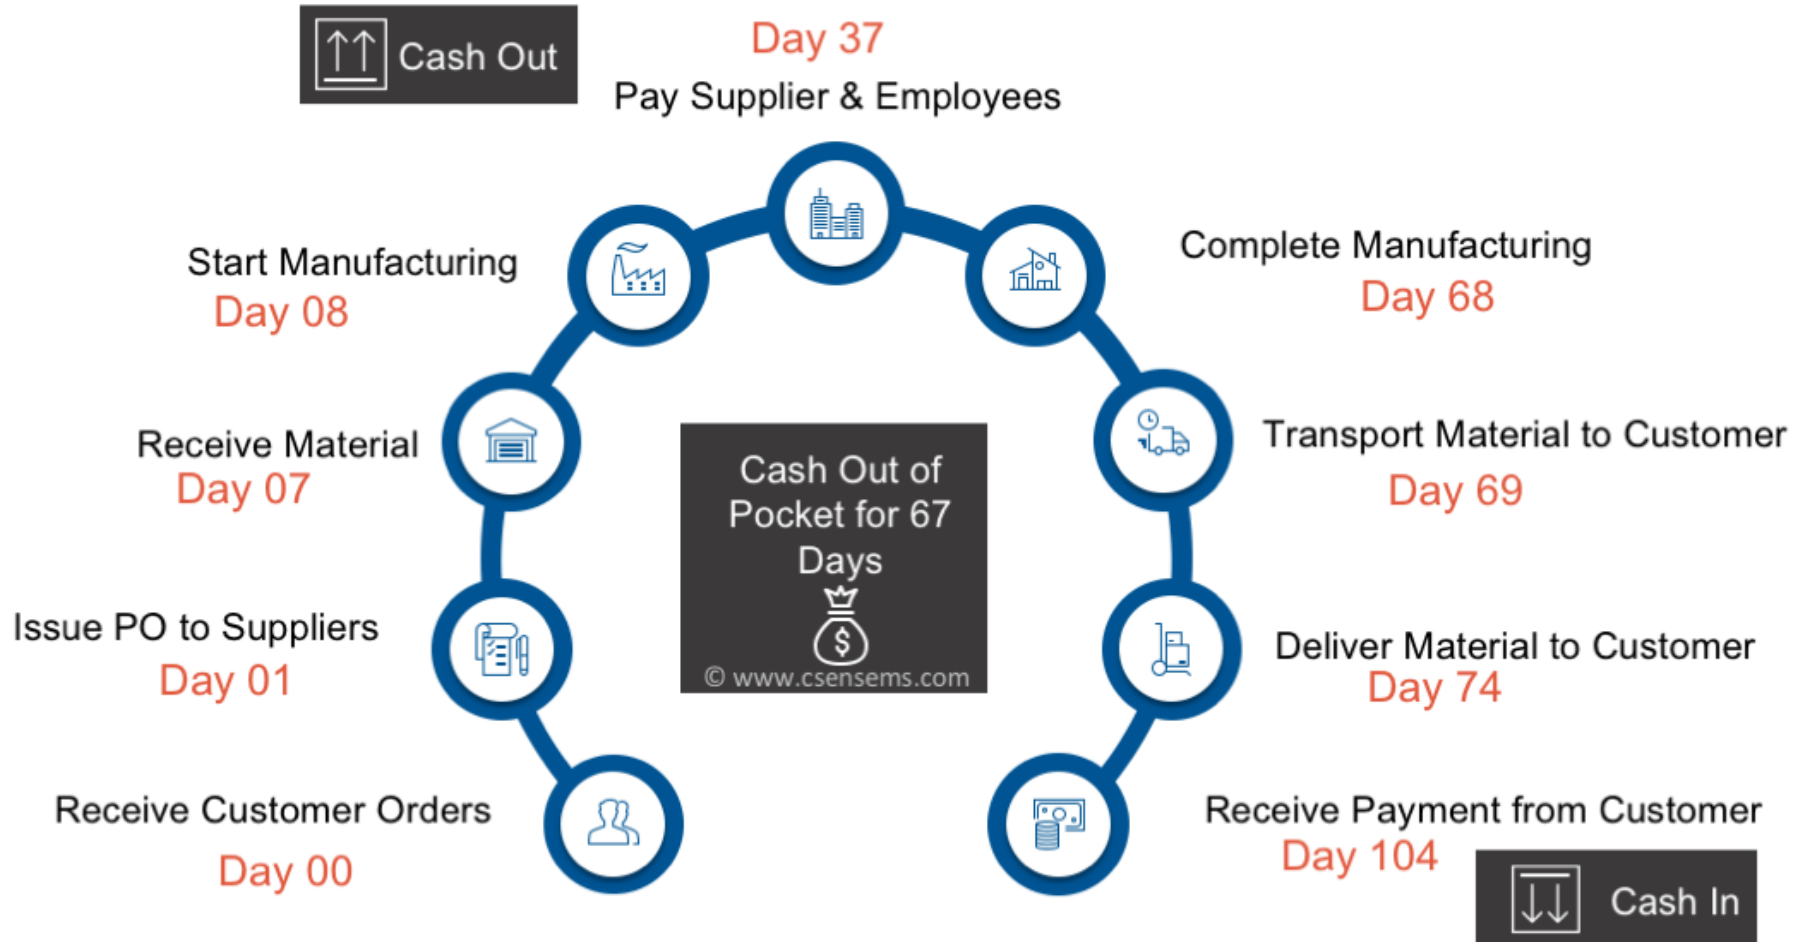 Cash Out
Day 37
Pay Supplier & Employees
Start Manufacturing
Day 08
Complete Manufacturing
Day 68
Receive Material
Day 07
Transport Material to Customer
Day 69
Cash Out of
Pocket for 67
Days
$
© www.csensems.com
Issue PO to Suppliers
Day 01
Deliver Material to Customer
Day 74
Receive Customer Orders
Day 00
Receive Payment from Customer
Day 104
Cash In